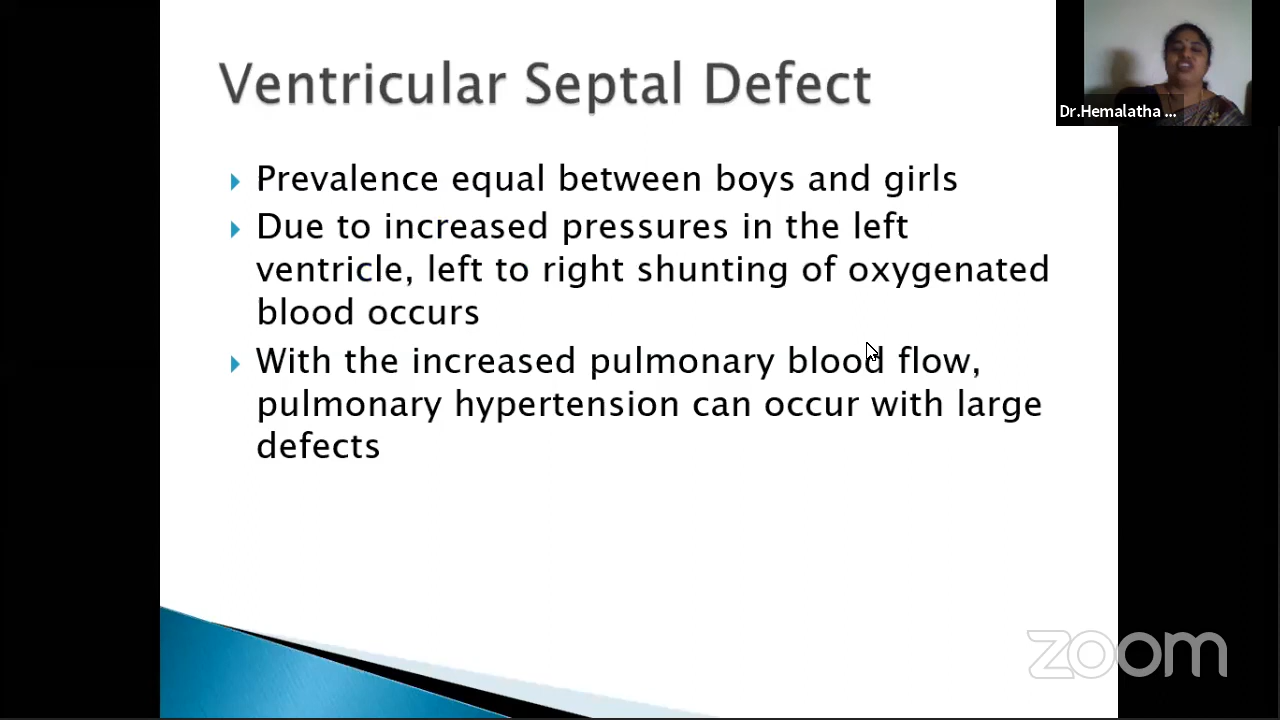 Ventricular Septal Defect
Dr.Hemalatha ...
Prevalence equal between boys and girls
Due to increased pressures in the left
ventricle, left to right shunting of oxygenated
blood occurs
With the increased pulmonary blood flow,
pulmonary hypertension can occur with large
defects
zoom